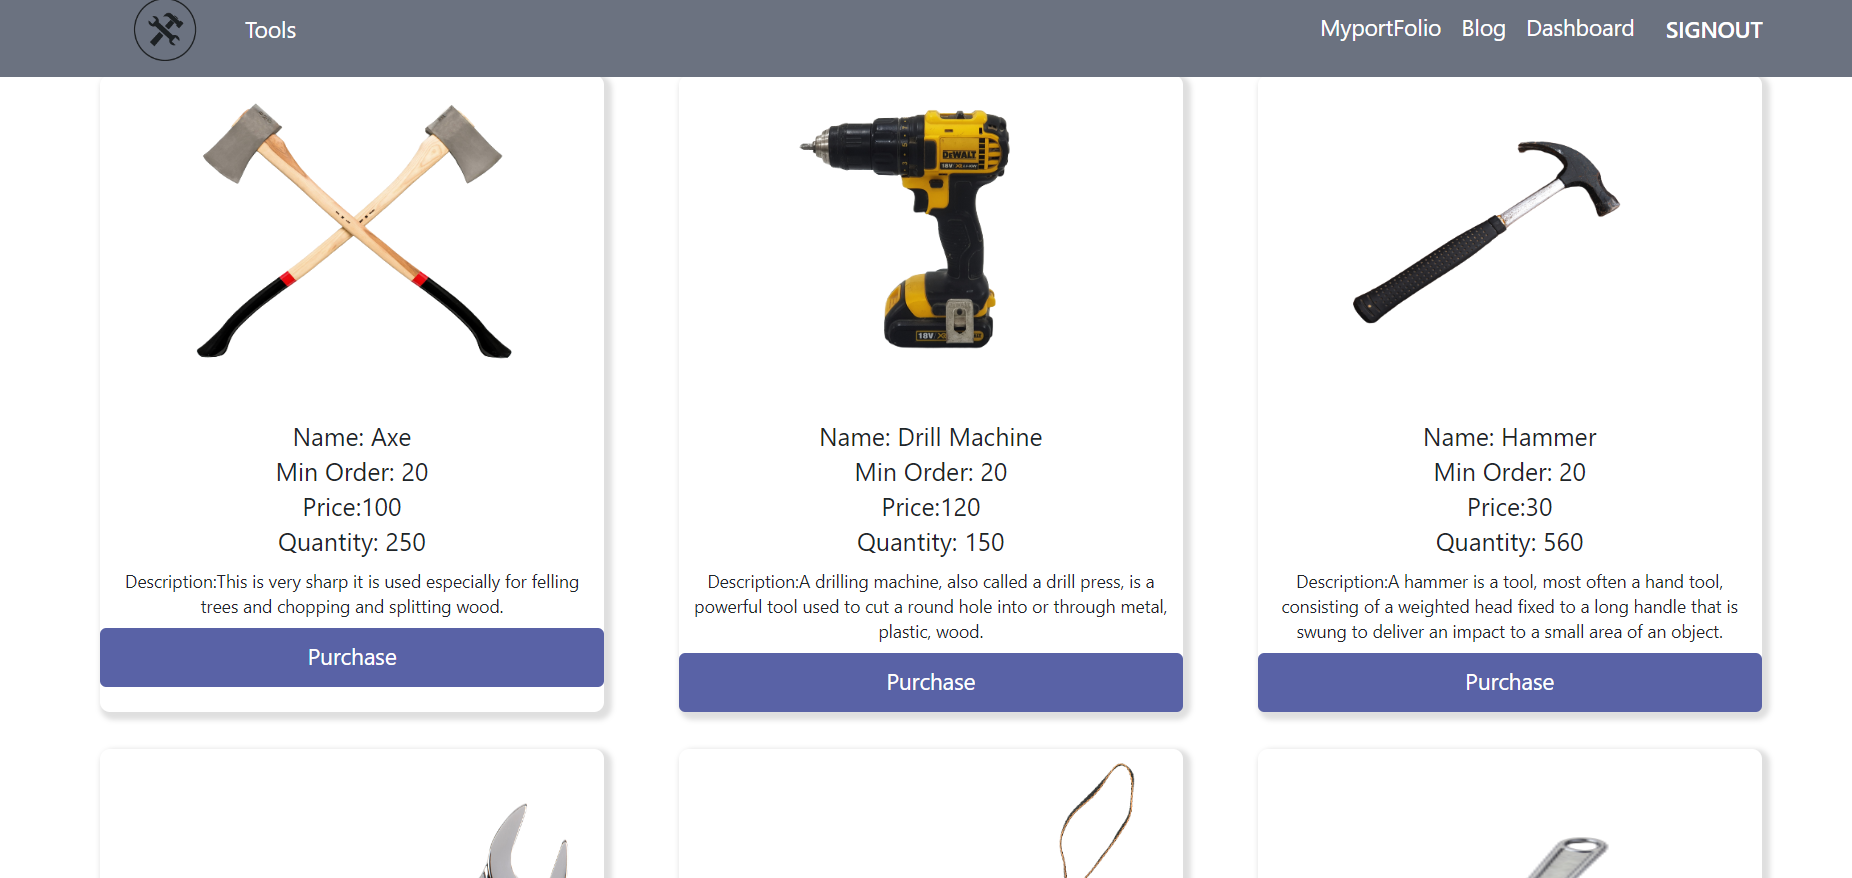 Tools
MyportFolio Blog Dashboard SIGNOUT
DEWALT
18V
18V
Name: Axe
Min Order: 20
Price:100
Quantity: 250
Description:This is very sharp it is used especially for felling
trees and chopping and splitting wood.
Purchase
Name: Drill Machine
Min Order: 20
Price:120
Quantity: 150
Description:A drilling machine, also called a drill press, is a
powerful tool used to cut a round hole into or through metal,
plastic, wood.
Purchase
Name: Hammer
Min Order: 20
Price:30
Quantity: 560
Description:A hammer is a tool, most often a hand tool,
consisting of a weighted head fixed to a long handle that is
swung to deliver an impact to a small area of an object.
Purchase